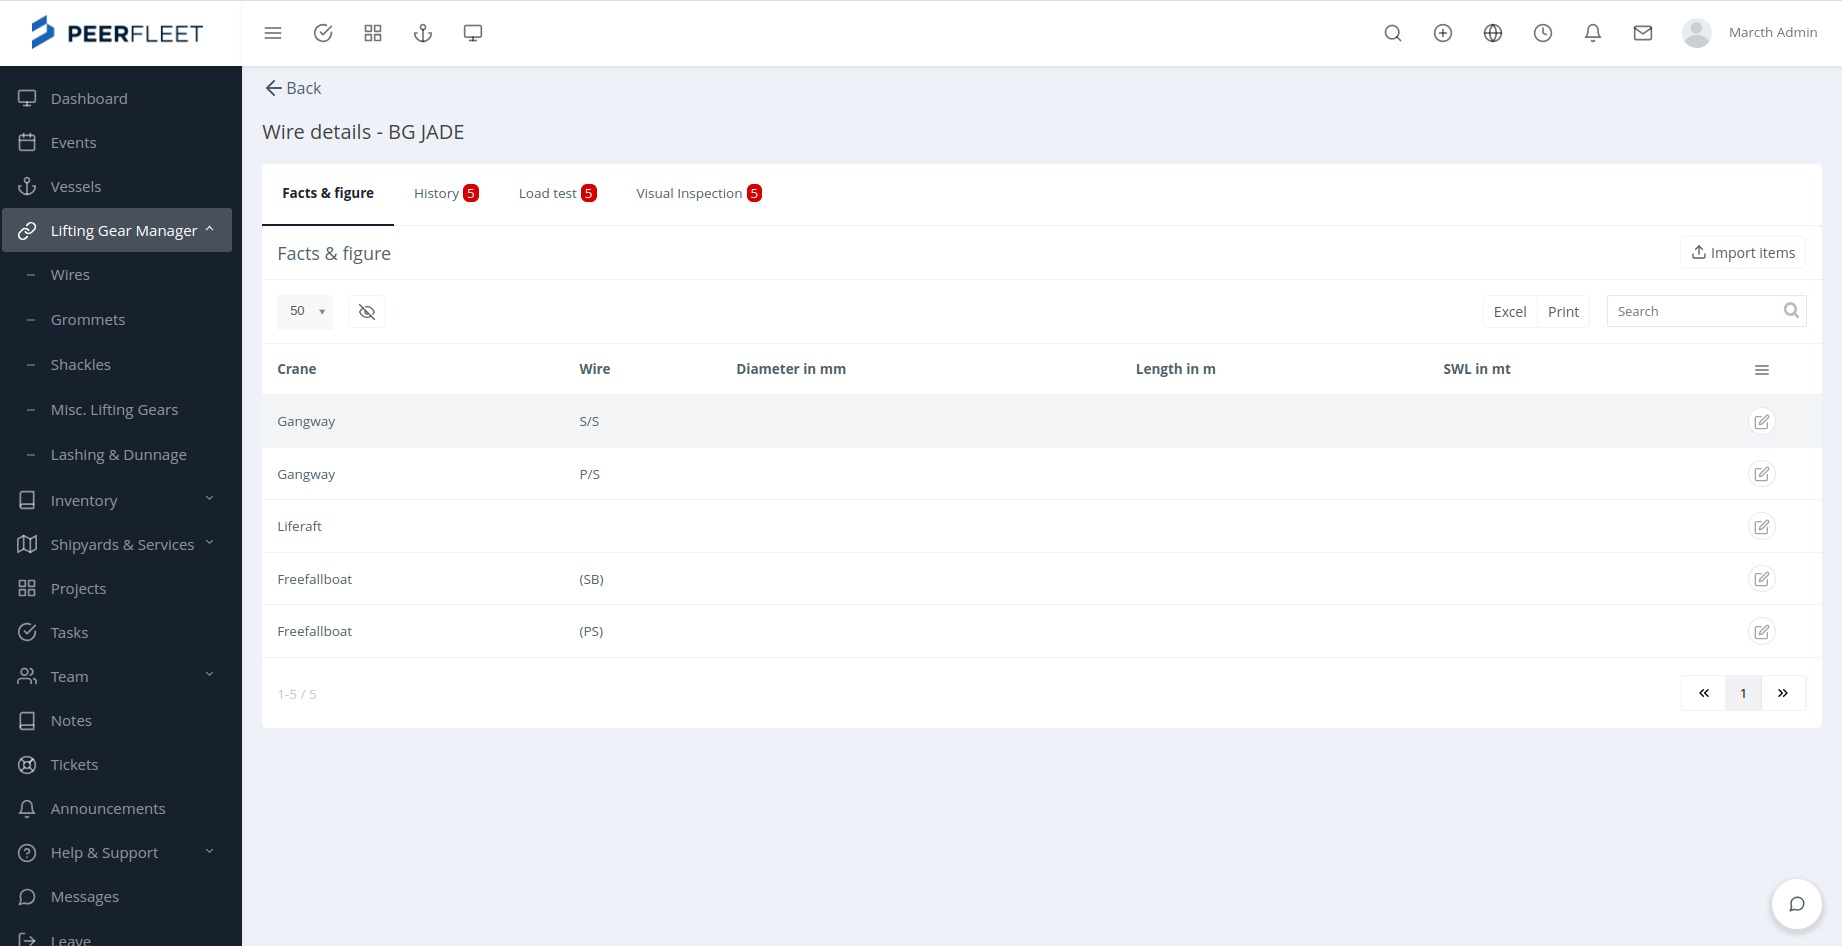 PEERFLEET
Marcth Admin
Dashboard
Events
Vessels
Lifting Gear Manager
Wires
Grommets
Shackles
Misc. Lifting Gears
Lashing & Dunnage
Inventory
Shipyards & Services
Projects
Tasks
Team
Notes
Tickets
Announcements
Help & Support
Messages
Leave
Back
Wire details - BG JADE
Facts & figure History 5 Load test 5 Visual Inspection 5
Facts & figure Import items
50 Excel Print Search
Crane Wire Diameter in mm Length in m SWL in mt
Gangway S/S
Gangway P/S
Liferaft
Freefallboat (SB)
Freefallboat (PS)
1-5 / 5 « 1 »